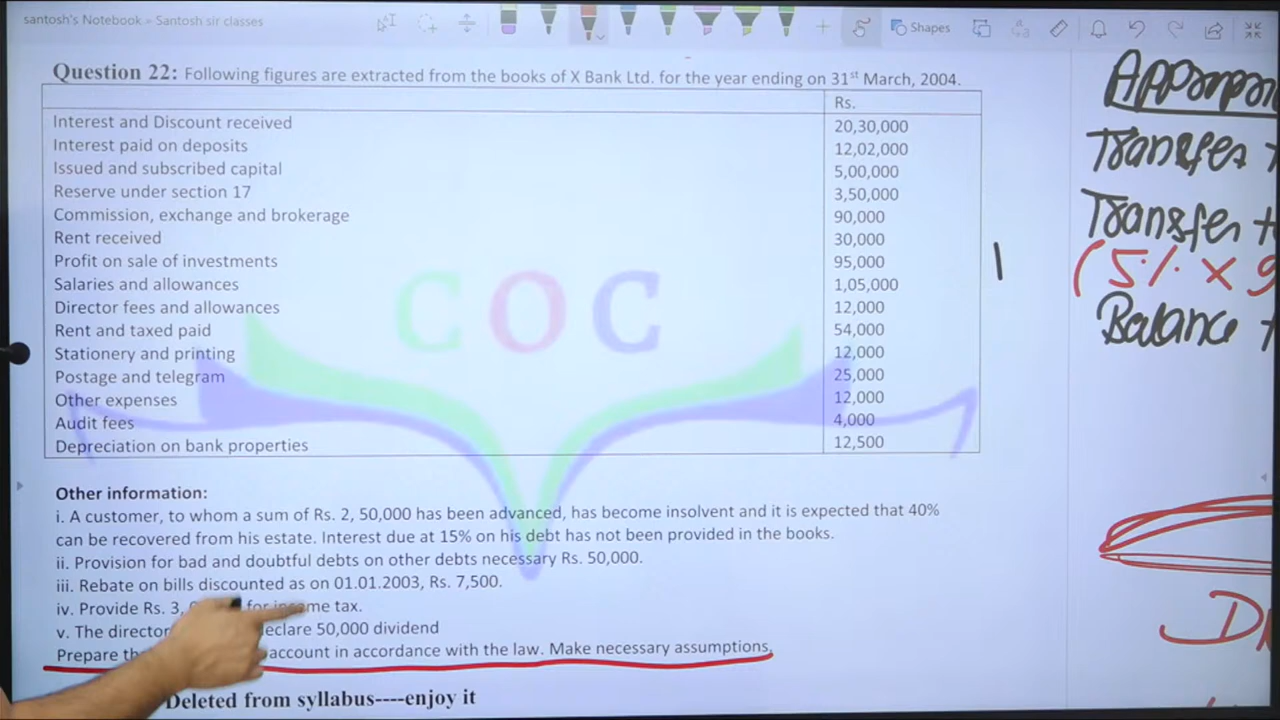 santosh's Notebook » Santosh sir classes
Shapes
Question 22: Following figures are extracted from the books of X Bank Ltd. for the year ending on 31st March, 2004.
Rs.
Interest and Discount received 20,30,000
Interest paid on deposits 12,02,000
Issued and subscribed capital 5,00,000
Reserve under section 17 3,50,000
Commission, exchange and brokerage 90,000
Rent received 30,000
Profit on sale of investments 95,000
Salaries and allowances 1,05,000
Director fees and allowances 12,000
Rent and taxed paid 54,000
Stationery and printing 12,000
Postage and telegram 25,000
Other expenses 12,000
Audit fees 4,000
Depreciation on bank properties 12,500
COC
Other information:
i. A customer, to whom a sum of Rs. 2, 50,000 has been advanced, has become insolvent and it is expected that 40%
can be recovered from his estate. Interest due at 15% on his debt has not been provided in the books.
ii. Provision for bad and doubtful debts on other debts necessary Rs. 50,000.
iii. Rebate on bills discounted as on 01.01.2003, Rs. 7,500.
iv. Provide Rs. 3, for income tax.
v. The director declare 50,000 dividend
Prepare account in accordance with the law. Make necessary assumptions.
Deleted from syllabus----enjoy it
Transfer
Transfer
(5% ×
Balance